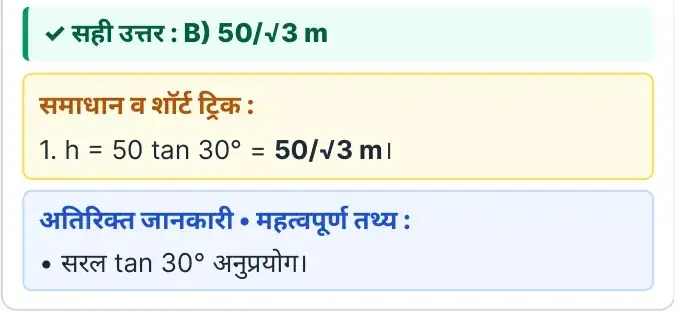 ✓ सही उत्तर : B) 50/√3 m
समाधान व शॉर्ट ट्रिक :
1. h = 50 tan 30° = 50/√3 m।
अतिरिक्त जानकारी • महत्वपूर्ण तथ्य :
• सरल tan 30° अनुप्रयोग।